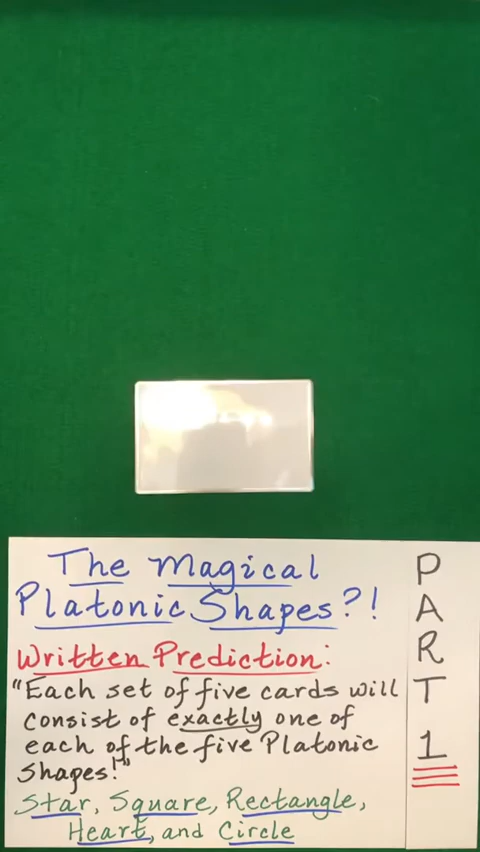 The Magical
Platonic Shapes?!
Written Prediction:
"Each set of five cards will
consist of exactly one of
each of the five Platonic
Shapes!"
Star, Square, Rectangle,
Heart, and Circle
PART 1